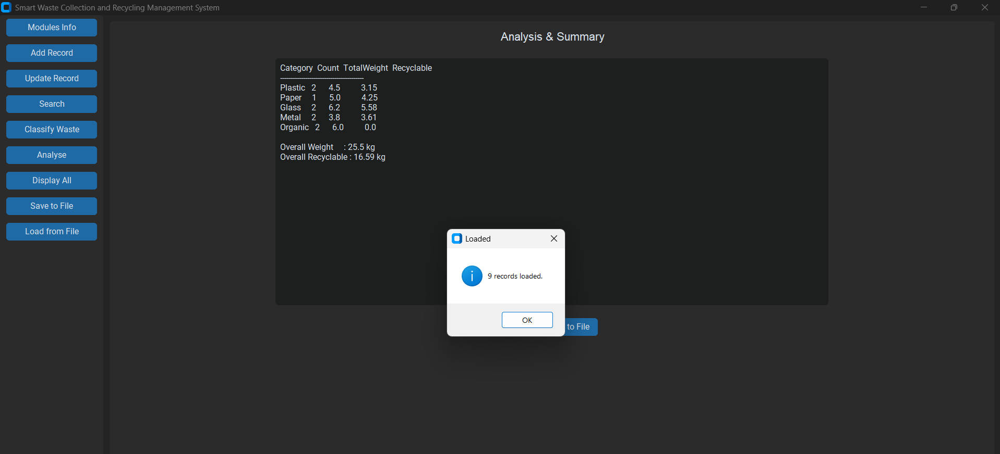 Smart Waste Collection and Recycling Management System
Modules Info
Add Record
Update Record
Search
Classify Waste
Analyse
Display All
Save to File
Load from File
Analysis & Summary
Category Count TotalWeight Recyclable
----------------------------------------
Plastic 2 4.5 3.15
Paper 1 5.0 4.25
Glass 2 6.2 5.58
Metal 2 3.8 3.61
Organic 2 6.0 0.0
Overall Weight : 25.5 kg
Overall Recyclable : 16.59 kg
Loaded
9 records loaded.
OK
to File